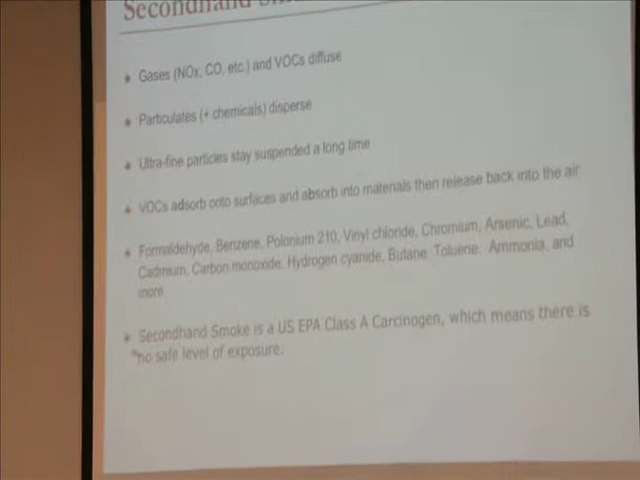 Secondhand
Gases (NOx, CO, etc.) and VOCs diffuse
Particulates (+ chemicals) disperse
Ultra-fine particles stay suspended a long time
VOCs adsorb onto surfaces and absorb into materials then release back into the air
Formaldehyde, Benzene, Polonium 210, Vinyl chloride, Chromium, Arsenic, Lead,
Cadmium, Carbon monoxide, Hydrogen cyanide, Butane, Toluene, Ammonia, and
more
Secondhand Smoke is a US EPA Class A Carcinogen, which means there is
"no safe level of exposure.